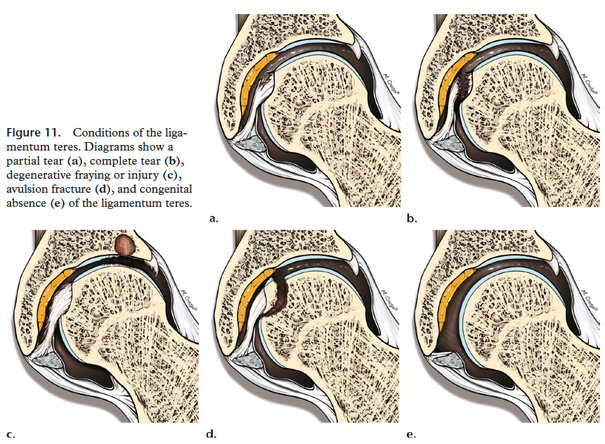 Figure 11. Conditions of the liga-
mentum teres. Diagrams show a
partial tear (a), complete tear (b),
degenerative fraying or injury (c),
avulsion fracture (d), and congenital
absence (e) of the ligamentum teres.
a.
b.
c.
d.
e.